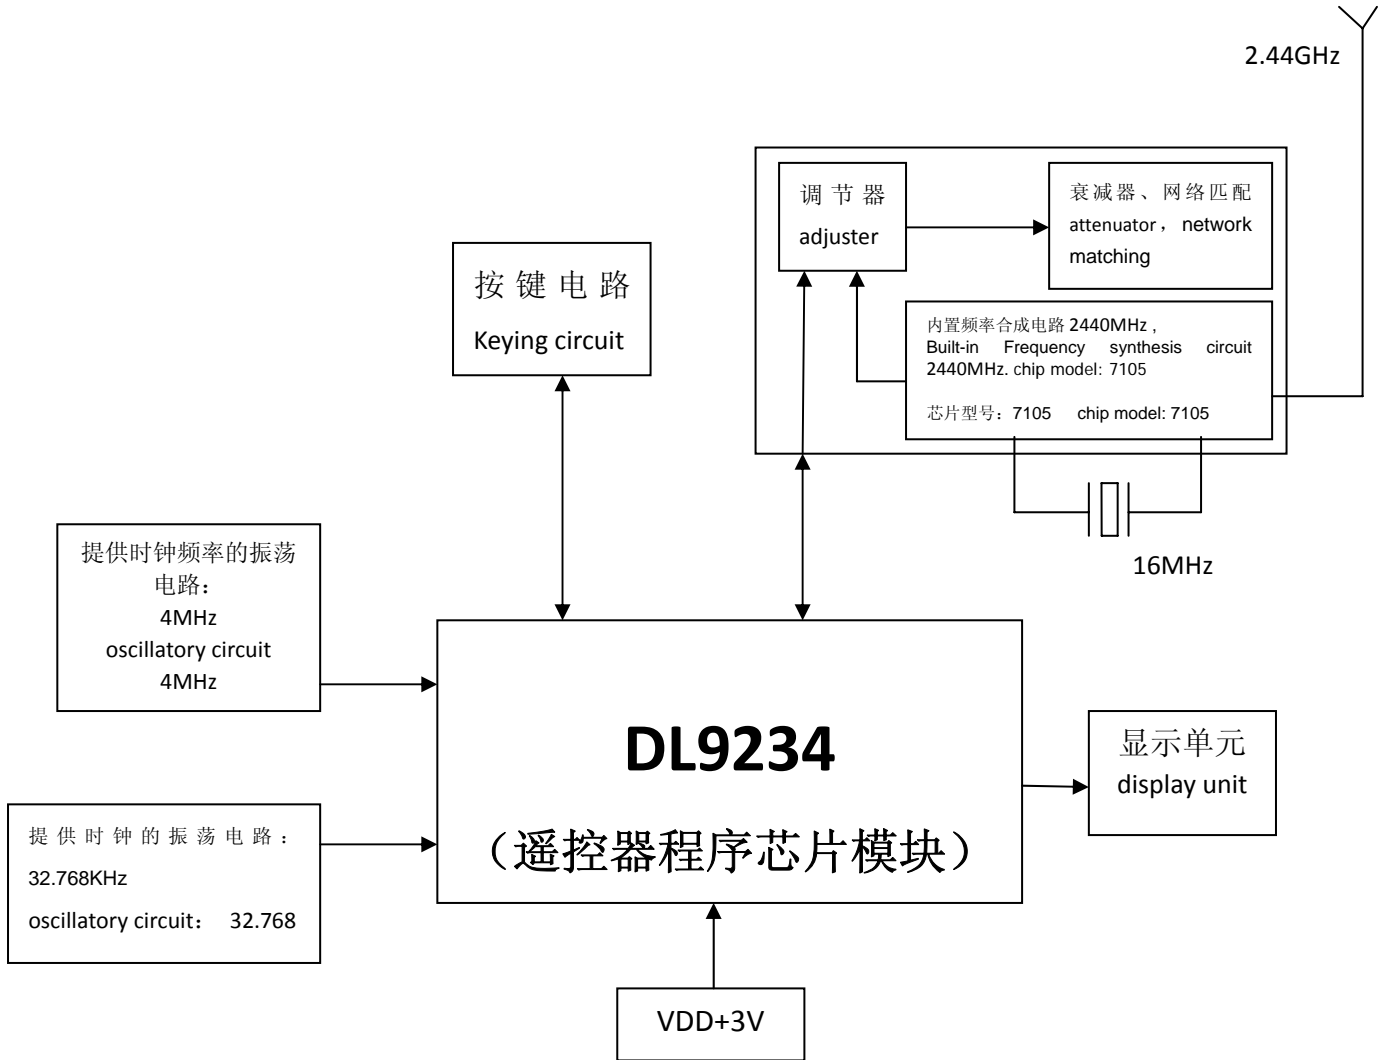 2.44GHz
调节器
adjuster
衰减器、网络匹配
attenuator，network
matching
按键电路
Keying circuit
内置频率合成电路 2440MHz ,
Built-in Frequency synthesis circuit
2440MHz. chip model: 7105
芯片型号：7105 chip model: 7105
16MHz
提供时钟频率的振荡
电路：
4MHz
oscillatory circuit
4MHz
DL9234
（遥控器程序芯片模块）
显示单元
display unit
提供时钟的振荡电路：
32.768KHz
oscillatory circuit： 32.768
VDD+3V